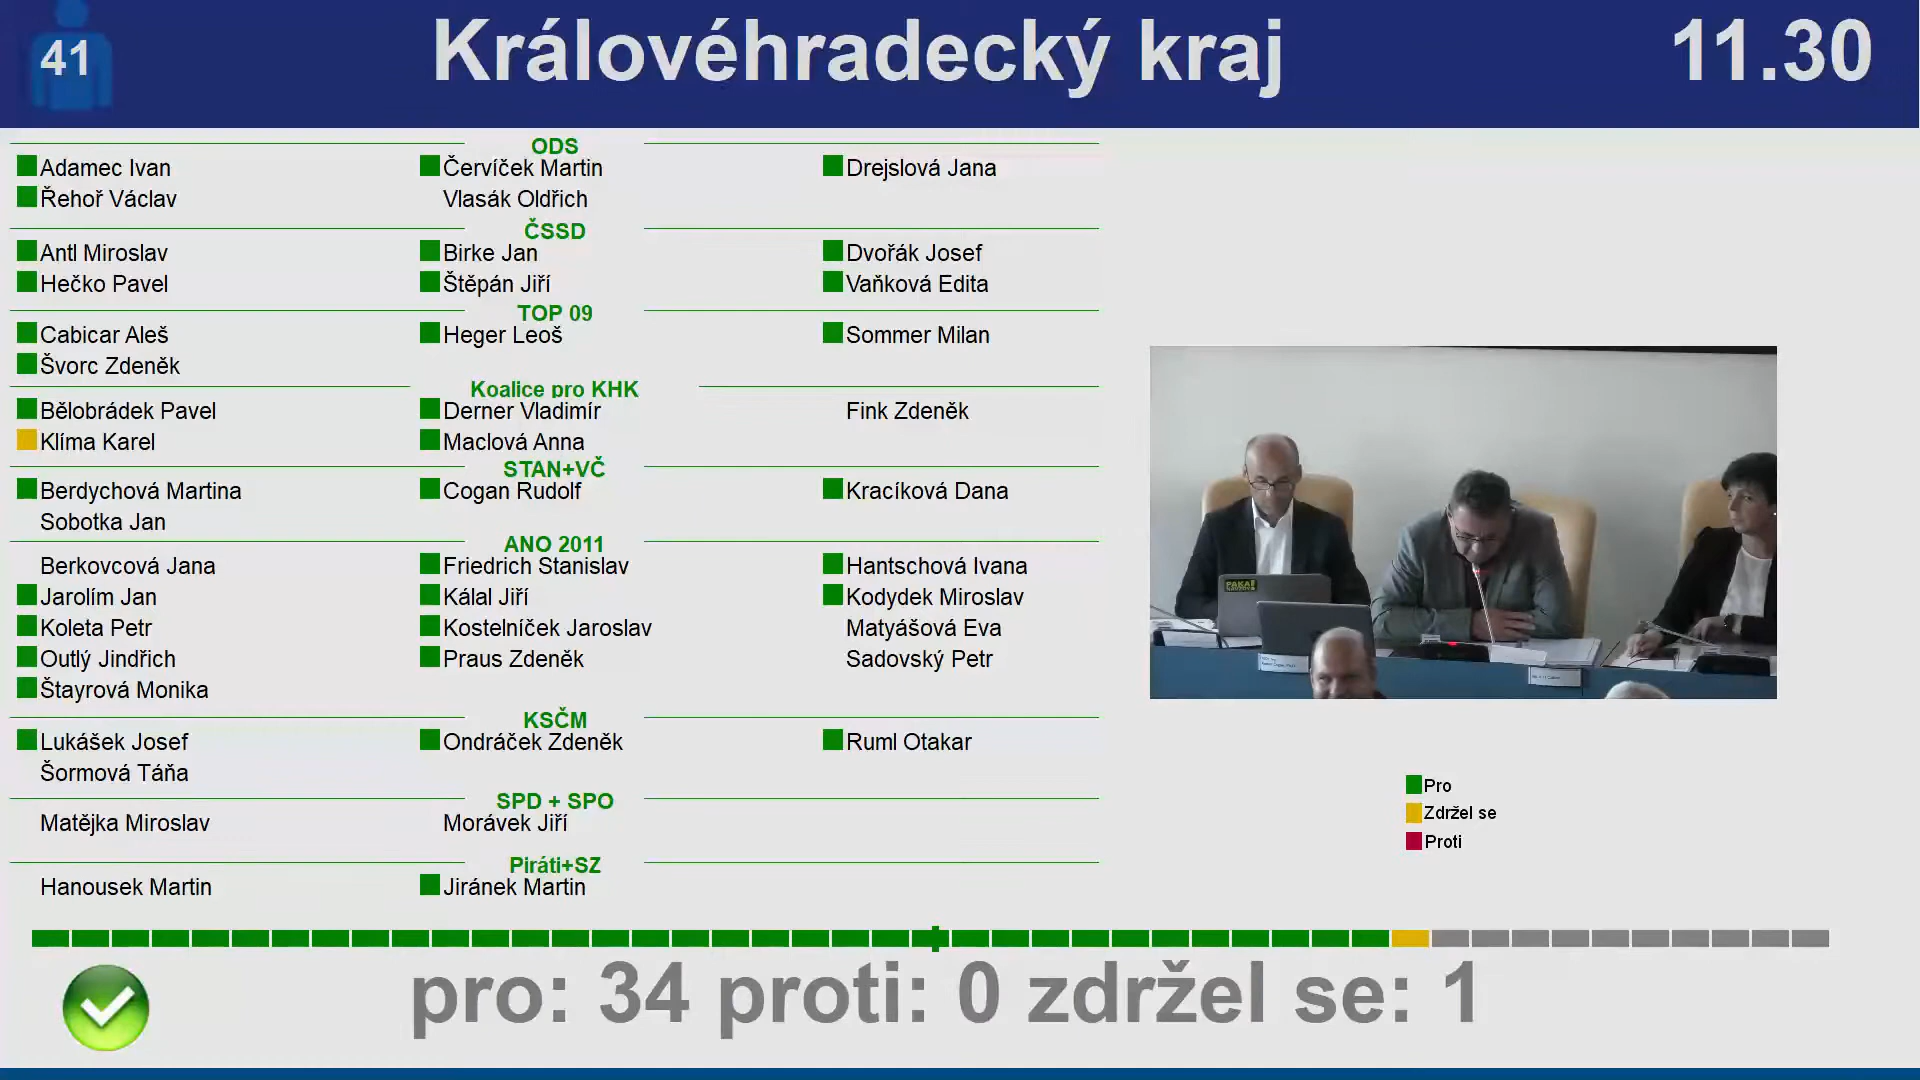 41 Královéhradecký kraj 11.30
ODS
Adamec Ivan Červíček Martin Drejslová Jana
Řehoř Václav Vlasák Oldřich
ČSSD
Antl Miroslav Birke Jan Dvořák Josef
Hečko Pavel Štěpán Jiří Vaňková Edita
TOP 09
Cabicar Aleš Heger Leoš Sommer Milan
Švorc Zdeněk
Koalice pro KHK
Bělobrádek Pavel Derner Vladimír Fink Zdeněk
Klíma Karel Maclová Anna
STAN+VČ
Berdychová Martina Cogan Rudolf Kracíková Dana
Sobotka Jan
ANO 2011
Berkovcová Jana Friedrich Stanislav Hantschová Ivana
Jarolím Jan Kálal Jiří Kodydek Miroslav
Koleta Petr Kostelníček Jaroslav Matyášová Eva
Outlý Jindřich Praus Zdeněk Sadovský Petr
Štayrová Monika
KSČM
Lukášek Josef Ondráček Zdeněk Ruml Otakar
Šormová Táňa
SPD + SPO
Matějka Miroslav Morávek Jiří
Piráti+SZ
Hanousek Martin Jiránek Martin
Pro
Zdržel se
Proti
pro: 34 proti: 0 zdržel se: 1